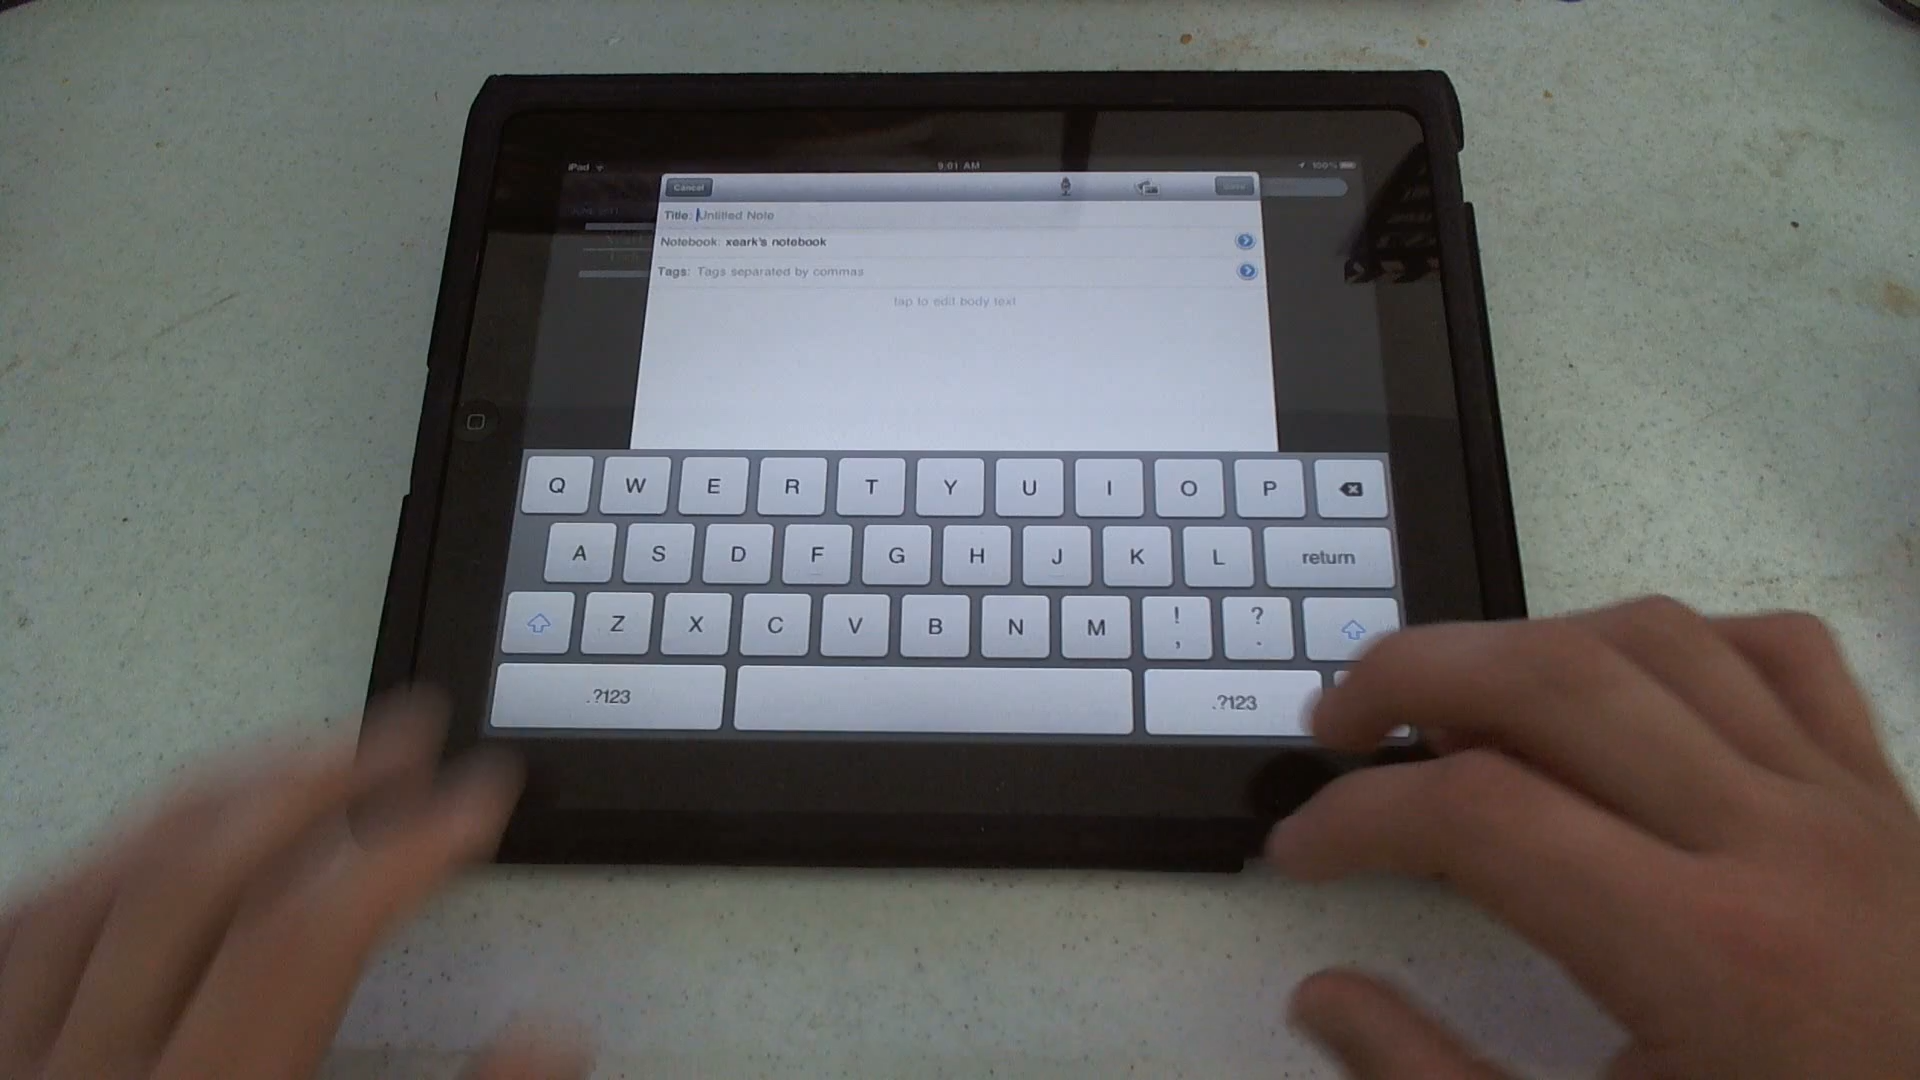 iPad 9:01 AM 100%
Cancel
Title: Untitled Note
Notebook: xeark's notebook
Tags: Tags separated by commas
tap to edit body text
Q W E R T Y U I O P
A S D F G H J K L return
Z X C V B N M ! , ? .
.?123 .?123